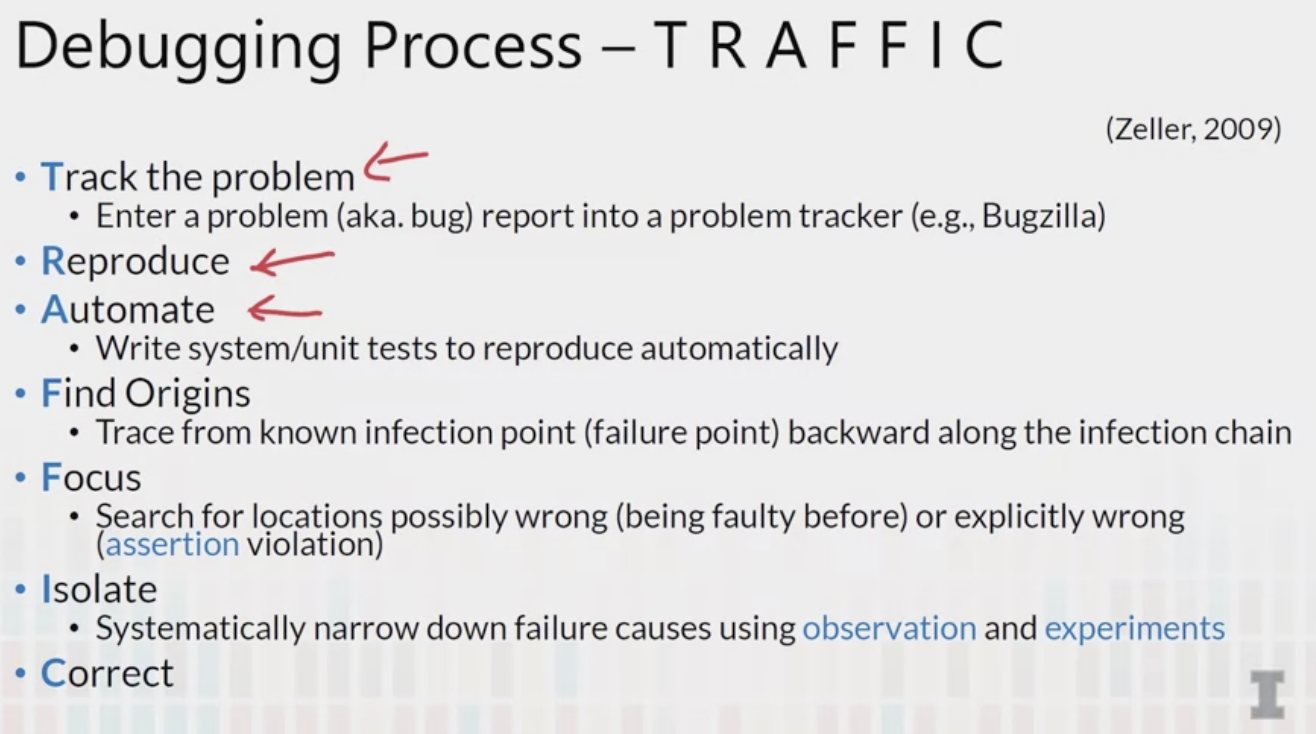 Debugging Process – T R A F F I C
(Zeller, 2009)
• Track the problem
• Enter a problem (aka. bug) report into a problem tracker (e.g., Bugzilla)
• Reproduce
• Automate
• Write system/unit tests to reproduce automatically
• Find Origins
• Trace from known infection point (failure point) backward along the infection chain
• Focus
• Search for locations possibly wrong (being faulty before) or explicitly wrong
(assertion violation)
• Isolate
• Systematically narrow down failure causes using observation and experiments
• Correct
I